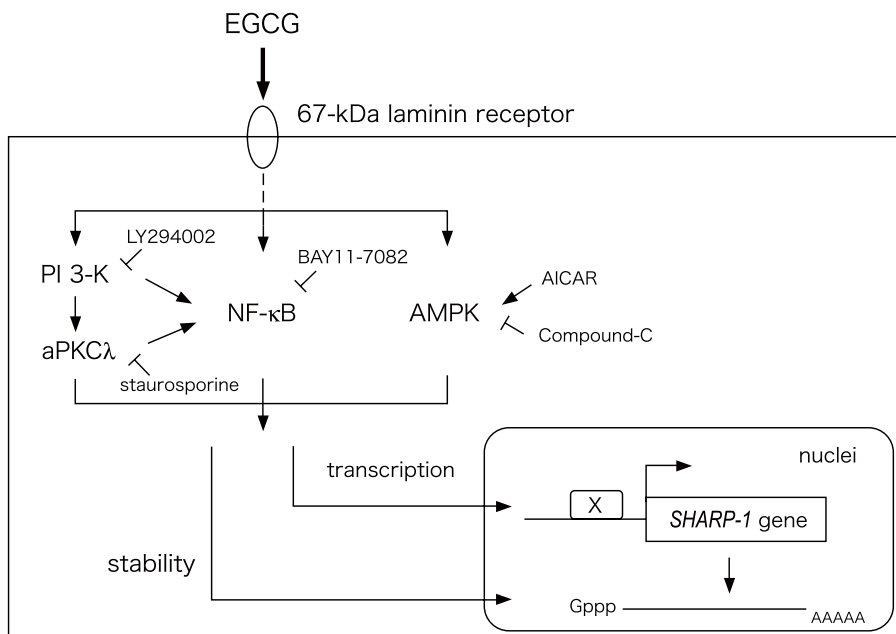 EGCG
67-kDa laminin receptor
LY294002
BAY11-7082
PI 3-K
AICAR
NF-κB
AMPK
Compound-C
aPKCλ
staurosporine
nuclei
transcription
X
SHARP-1 gene
stability
Gppp
AAAAA